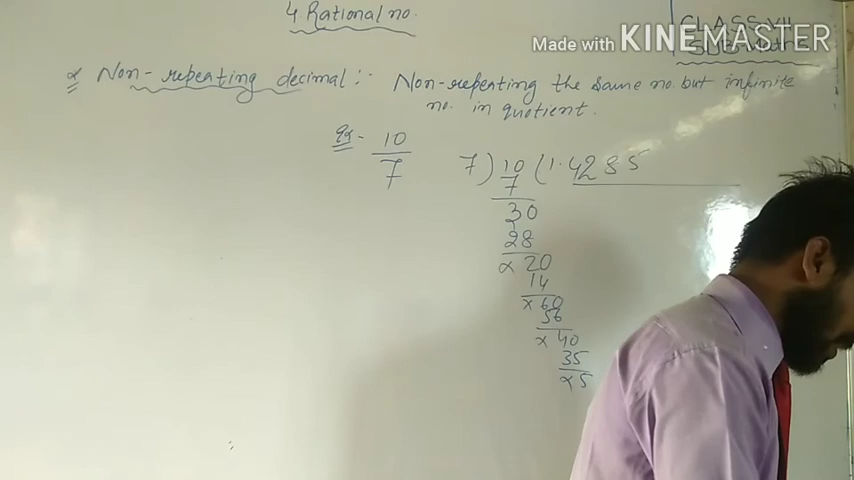 4 Rational no.
CLASS-VII
SUB-Maths
Made with KINEMASTER
* Non-repeating decimal:- Non-repeating the same no. but infinite
no. in quotient.
Ex- 10/7
7) 10 (1.4285
7
30
28
x 20
14
x 60
56
x 40
35
x 5